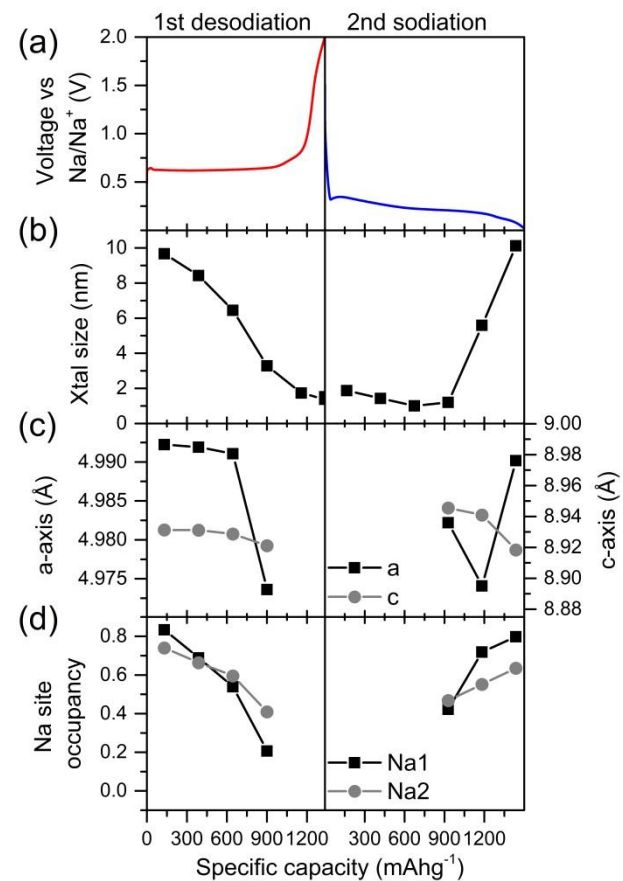 1st desodiation 2nd sodiation
(a)
Voltage vs
Na/Na+ (V)
2.0
1.5
1.0
0.5
(b)
Xtal size (nm)
10
8
6
4
2
0
(c)
a-axis (Å)
4.990
4.985
4.980
4.975
a
c
9.00
8.98
8.96
8.94
8.92
8.90
8.88
c-axis (Å)
(d)
Na site
occupancy
0.8
0.6
0.4
0.2
0.0
Na1
Na2
0 300 600 900 1200 300 600 900 1200
Specific capacity (mAhg-1)